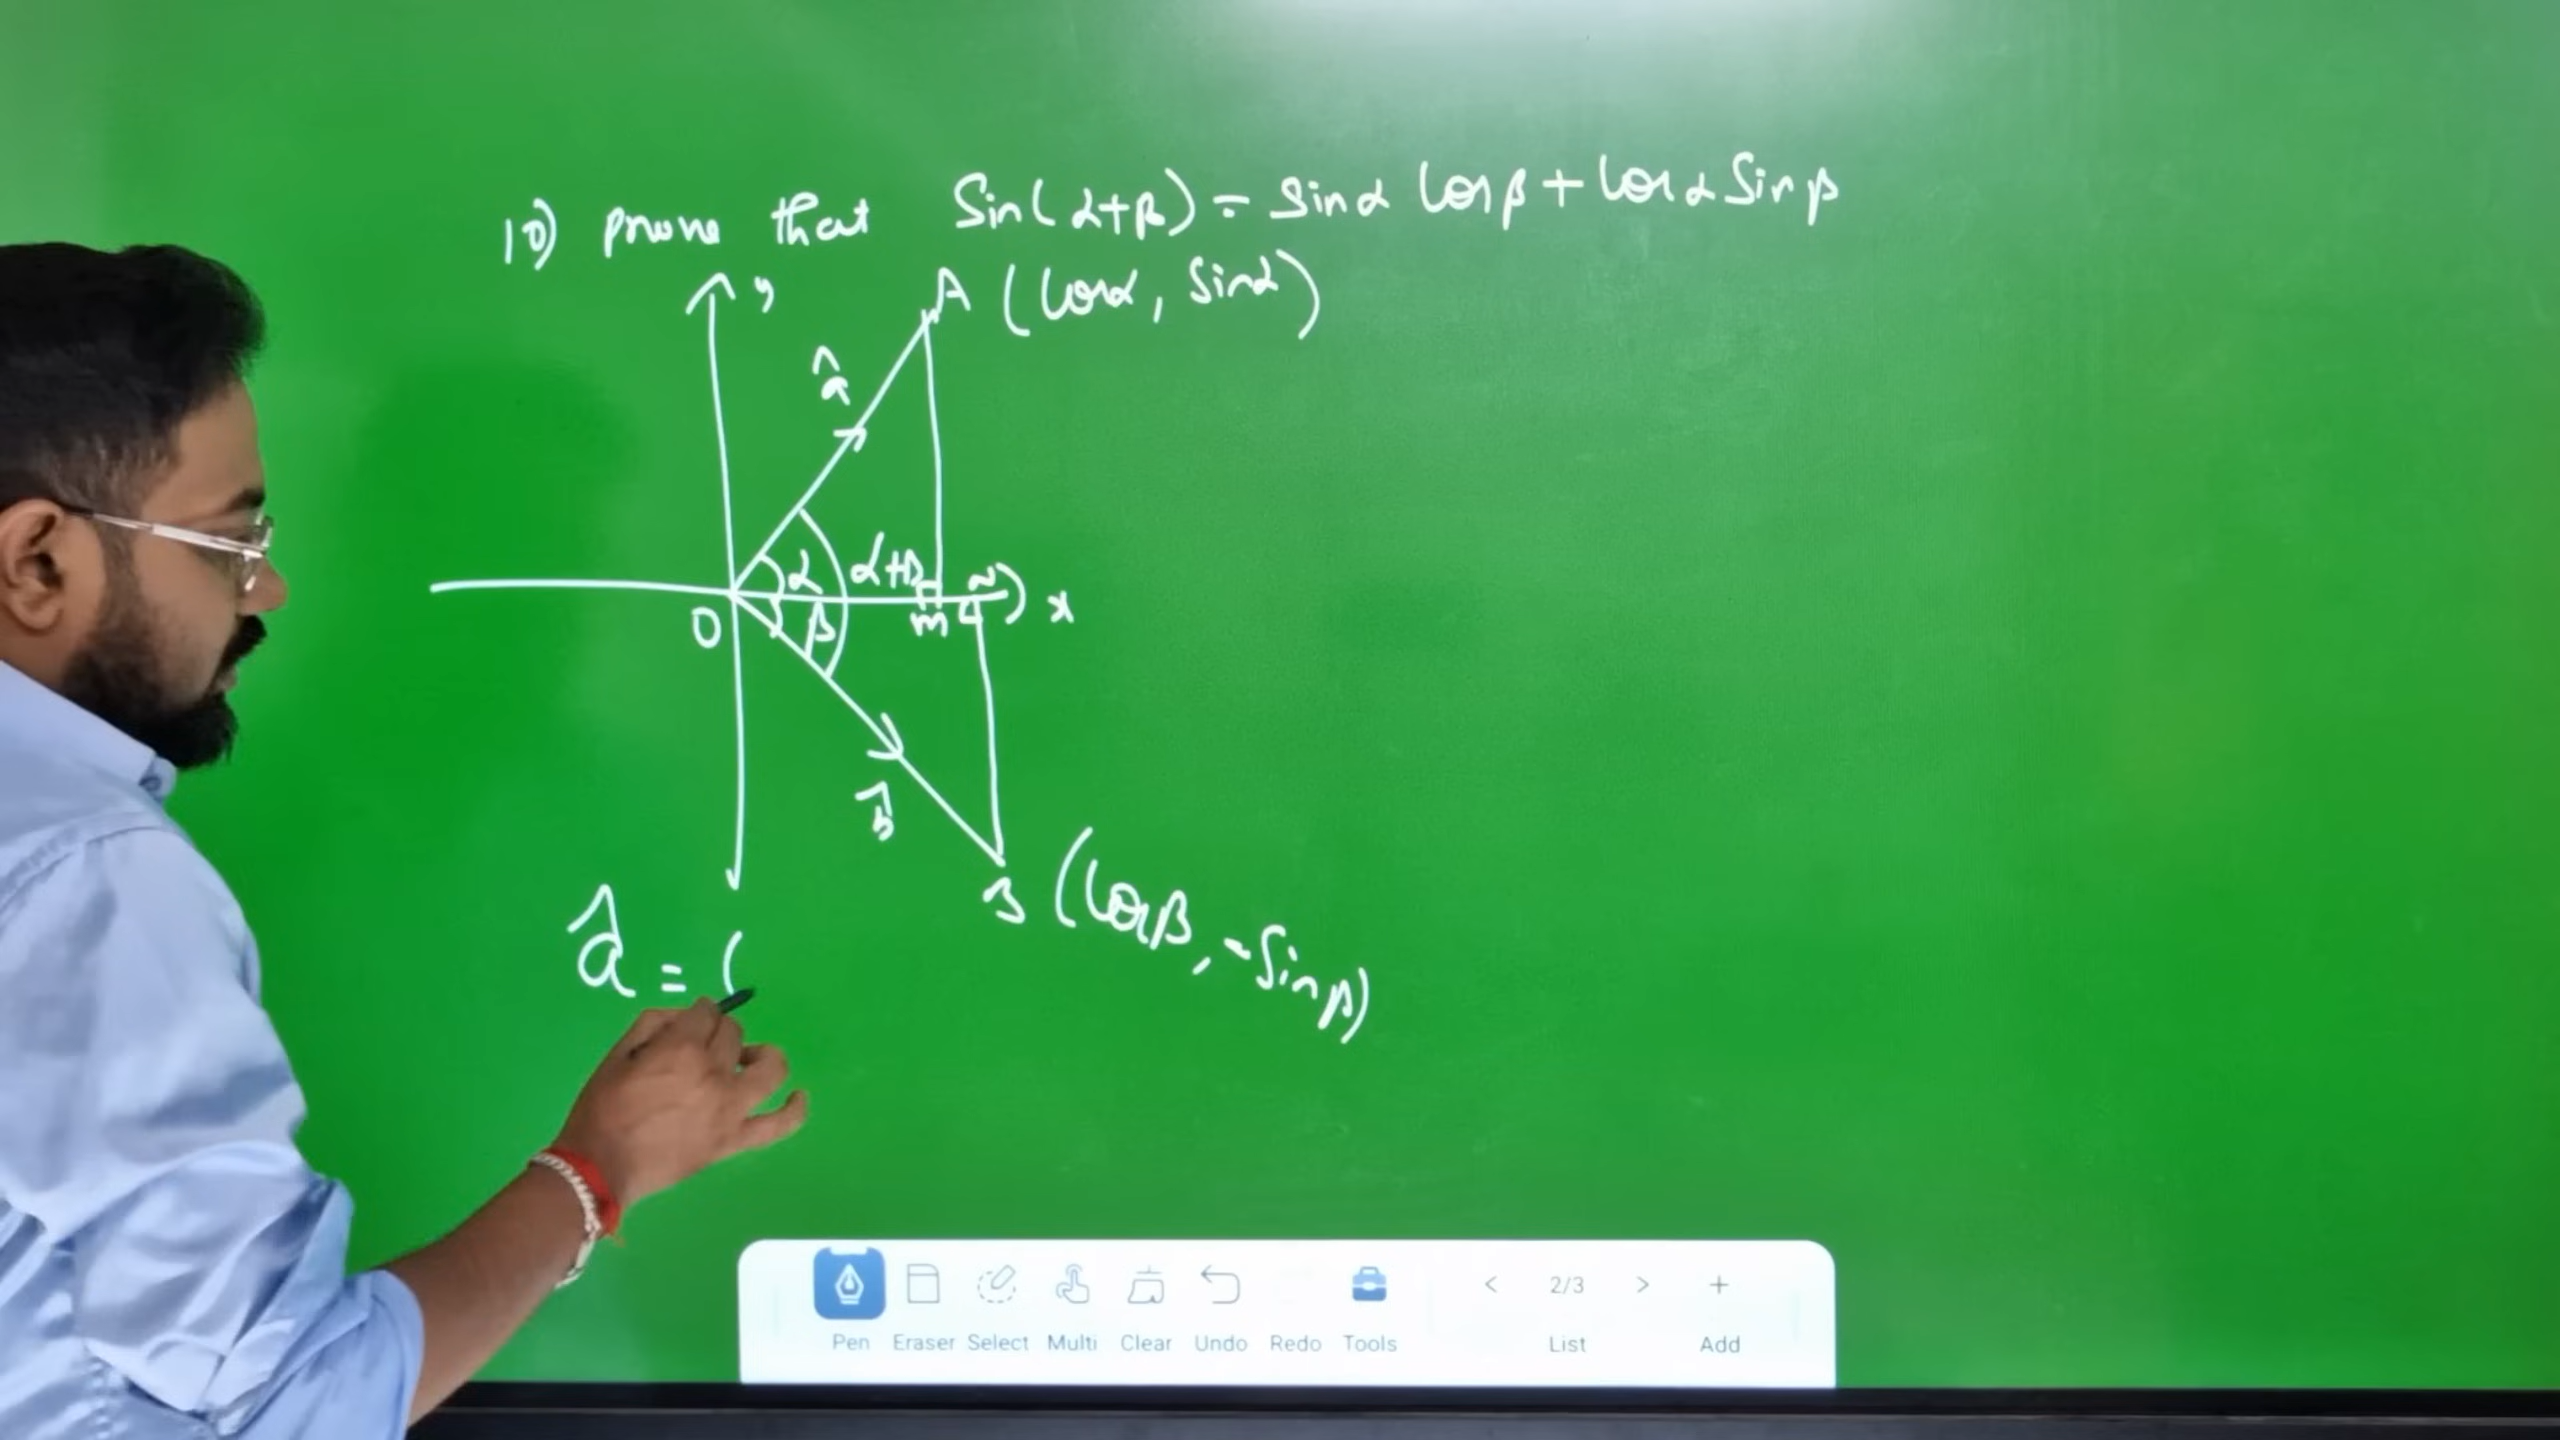 10) prove that Sin(α+β) = Sinα Cosβ + Cosα Sinβ
y
A (Cosα, Sinα)
â
α α+β N
O β M x
b̂
B (Cosβ, -Sinβ)
â = (
Pen Eraser Select Multi Clear Undo Redo Tools < 2/3 > +
List Add